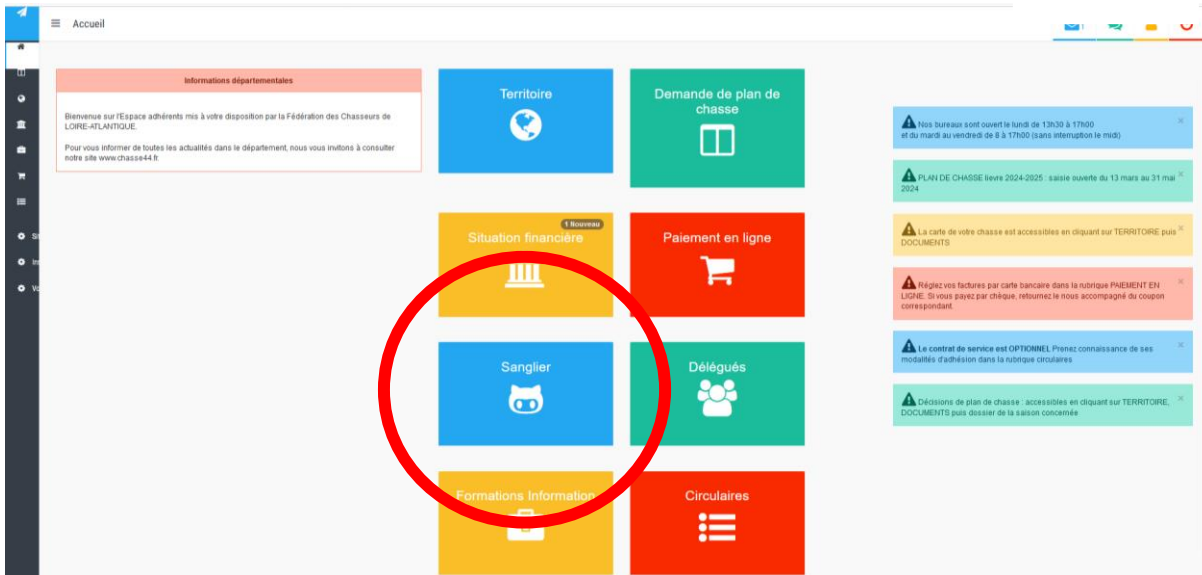 Accueil
1
Informations départementales
Bienvenue sur l'Espace adhérents mis à votre disposition par la Fédération des Chasseurs de
LOIRE-ATLANTIQUE.
Pour vous informer de toutes les actualités dans le département, nous vous invitons à consulter
notre site www.chasse44.fr
Territoire
Demande de plan de
chasse
1 Nouveau
Situation financière
Paiement en ligne
Sanglier
Délégués
Formations Information
Circulaires
Nos bureaux sont ouvert le lundi de 13h30 à 17h00
et du mardi au vendredi de 8 à 17h00 (sans interruption le midi)
PLAN DE CHASSE lievre 2024-2025 : saisie ouverte du 13 mars au 31 mai
2024
La carte de votre chasse est accessibles en cliquant sur TERRITOIRE puis
DOCUMENTS
Réglez vos factures par carte bancaire dans la rubrique PAIEMENT EN
LIGNE. Si vous payez par chèque, retournez le nous accompagné du coupon
correspondant.
Le contrat de service est OPTIONNEL Prenez connaissance de ses
modalités d'adhésion dans la rubrique circulaires
Décisions de plan de chasse : accessibles en cliquant sur TERRITOIRE,
DOCUMENTS puis dossier de la saison concernée